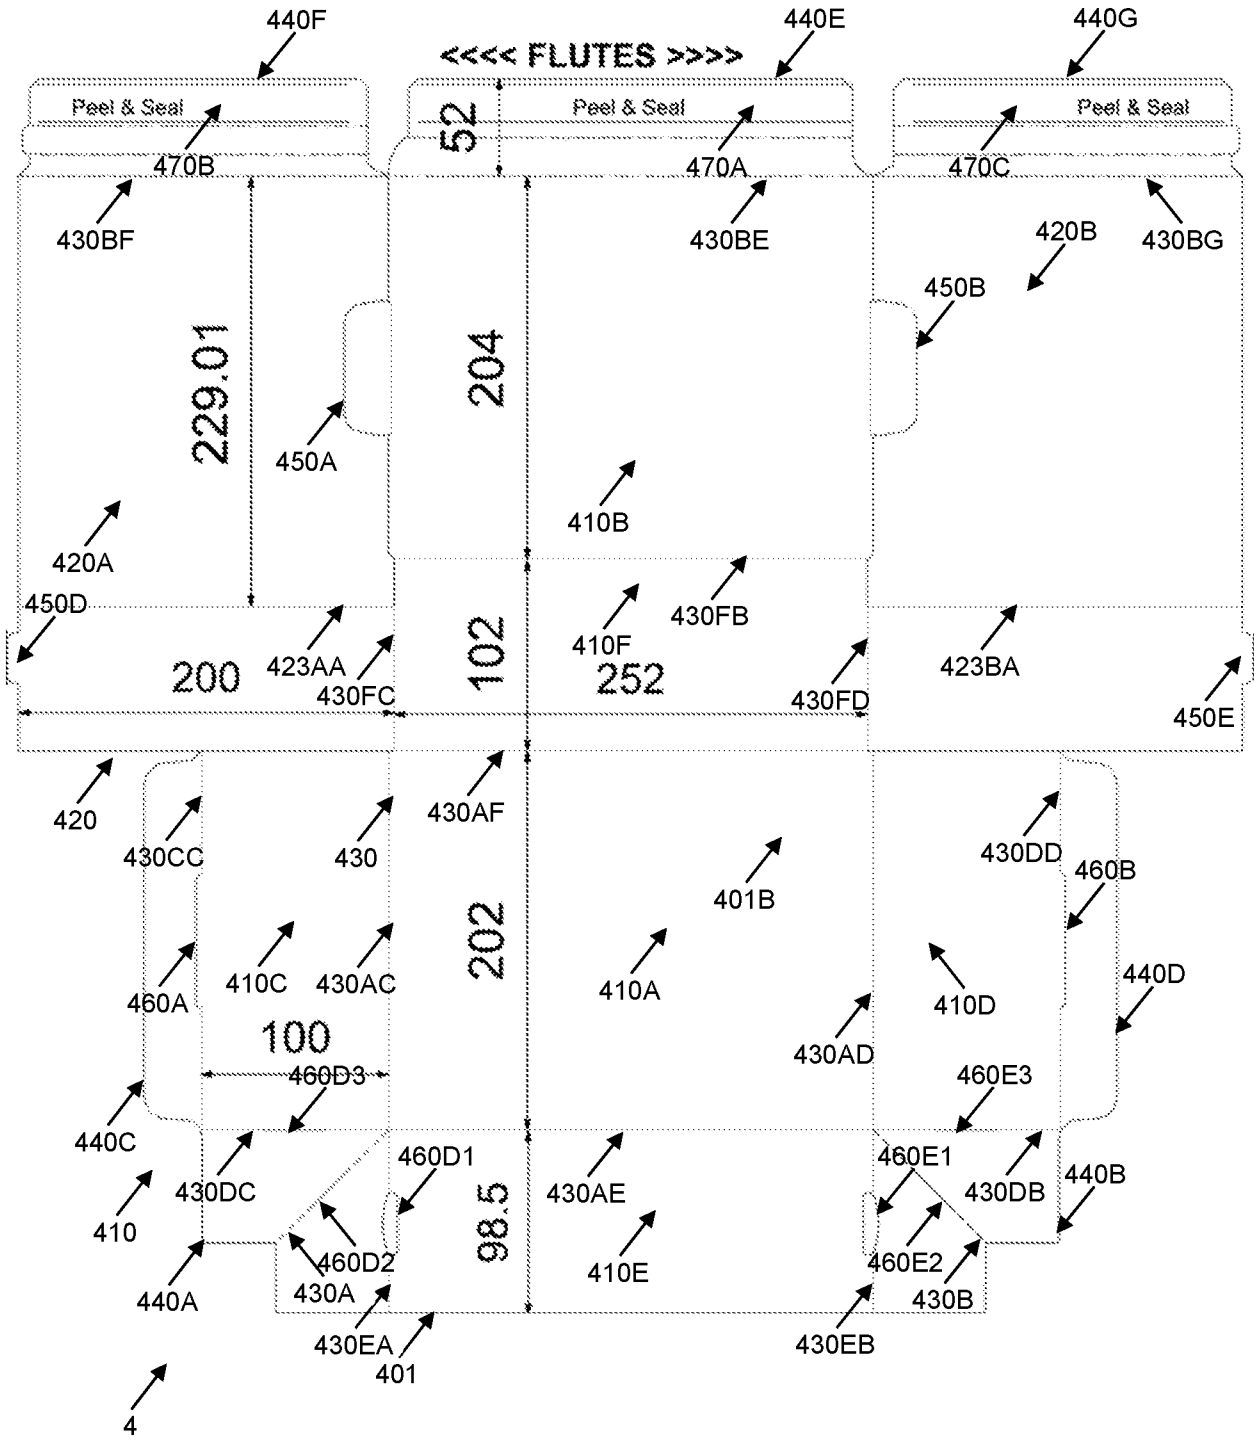 440F 440E 440G
<<<< FLUTES >>>>
Peel & Seal Peel & Seal Peel & Seal
52
470B 470A 470C
430BF 430BE 420B 430BG
450B
229.01 204
450A
410B
420A
450D 430FB
410F
423AA 102 423BA
200 252
430FC 430FD
450E
420 430AF
430CC 430 430DD
460B
401B
202
460A 410C 430AC 410A 410D 440D
100 430AD
460D3 460E3
440C
460D1 460E1
430DC 430AE 430DB 440B
98.5
410
460D2 410E 460E2
440A 430A 430B
430EA 430EB
401
4